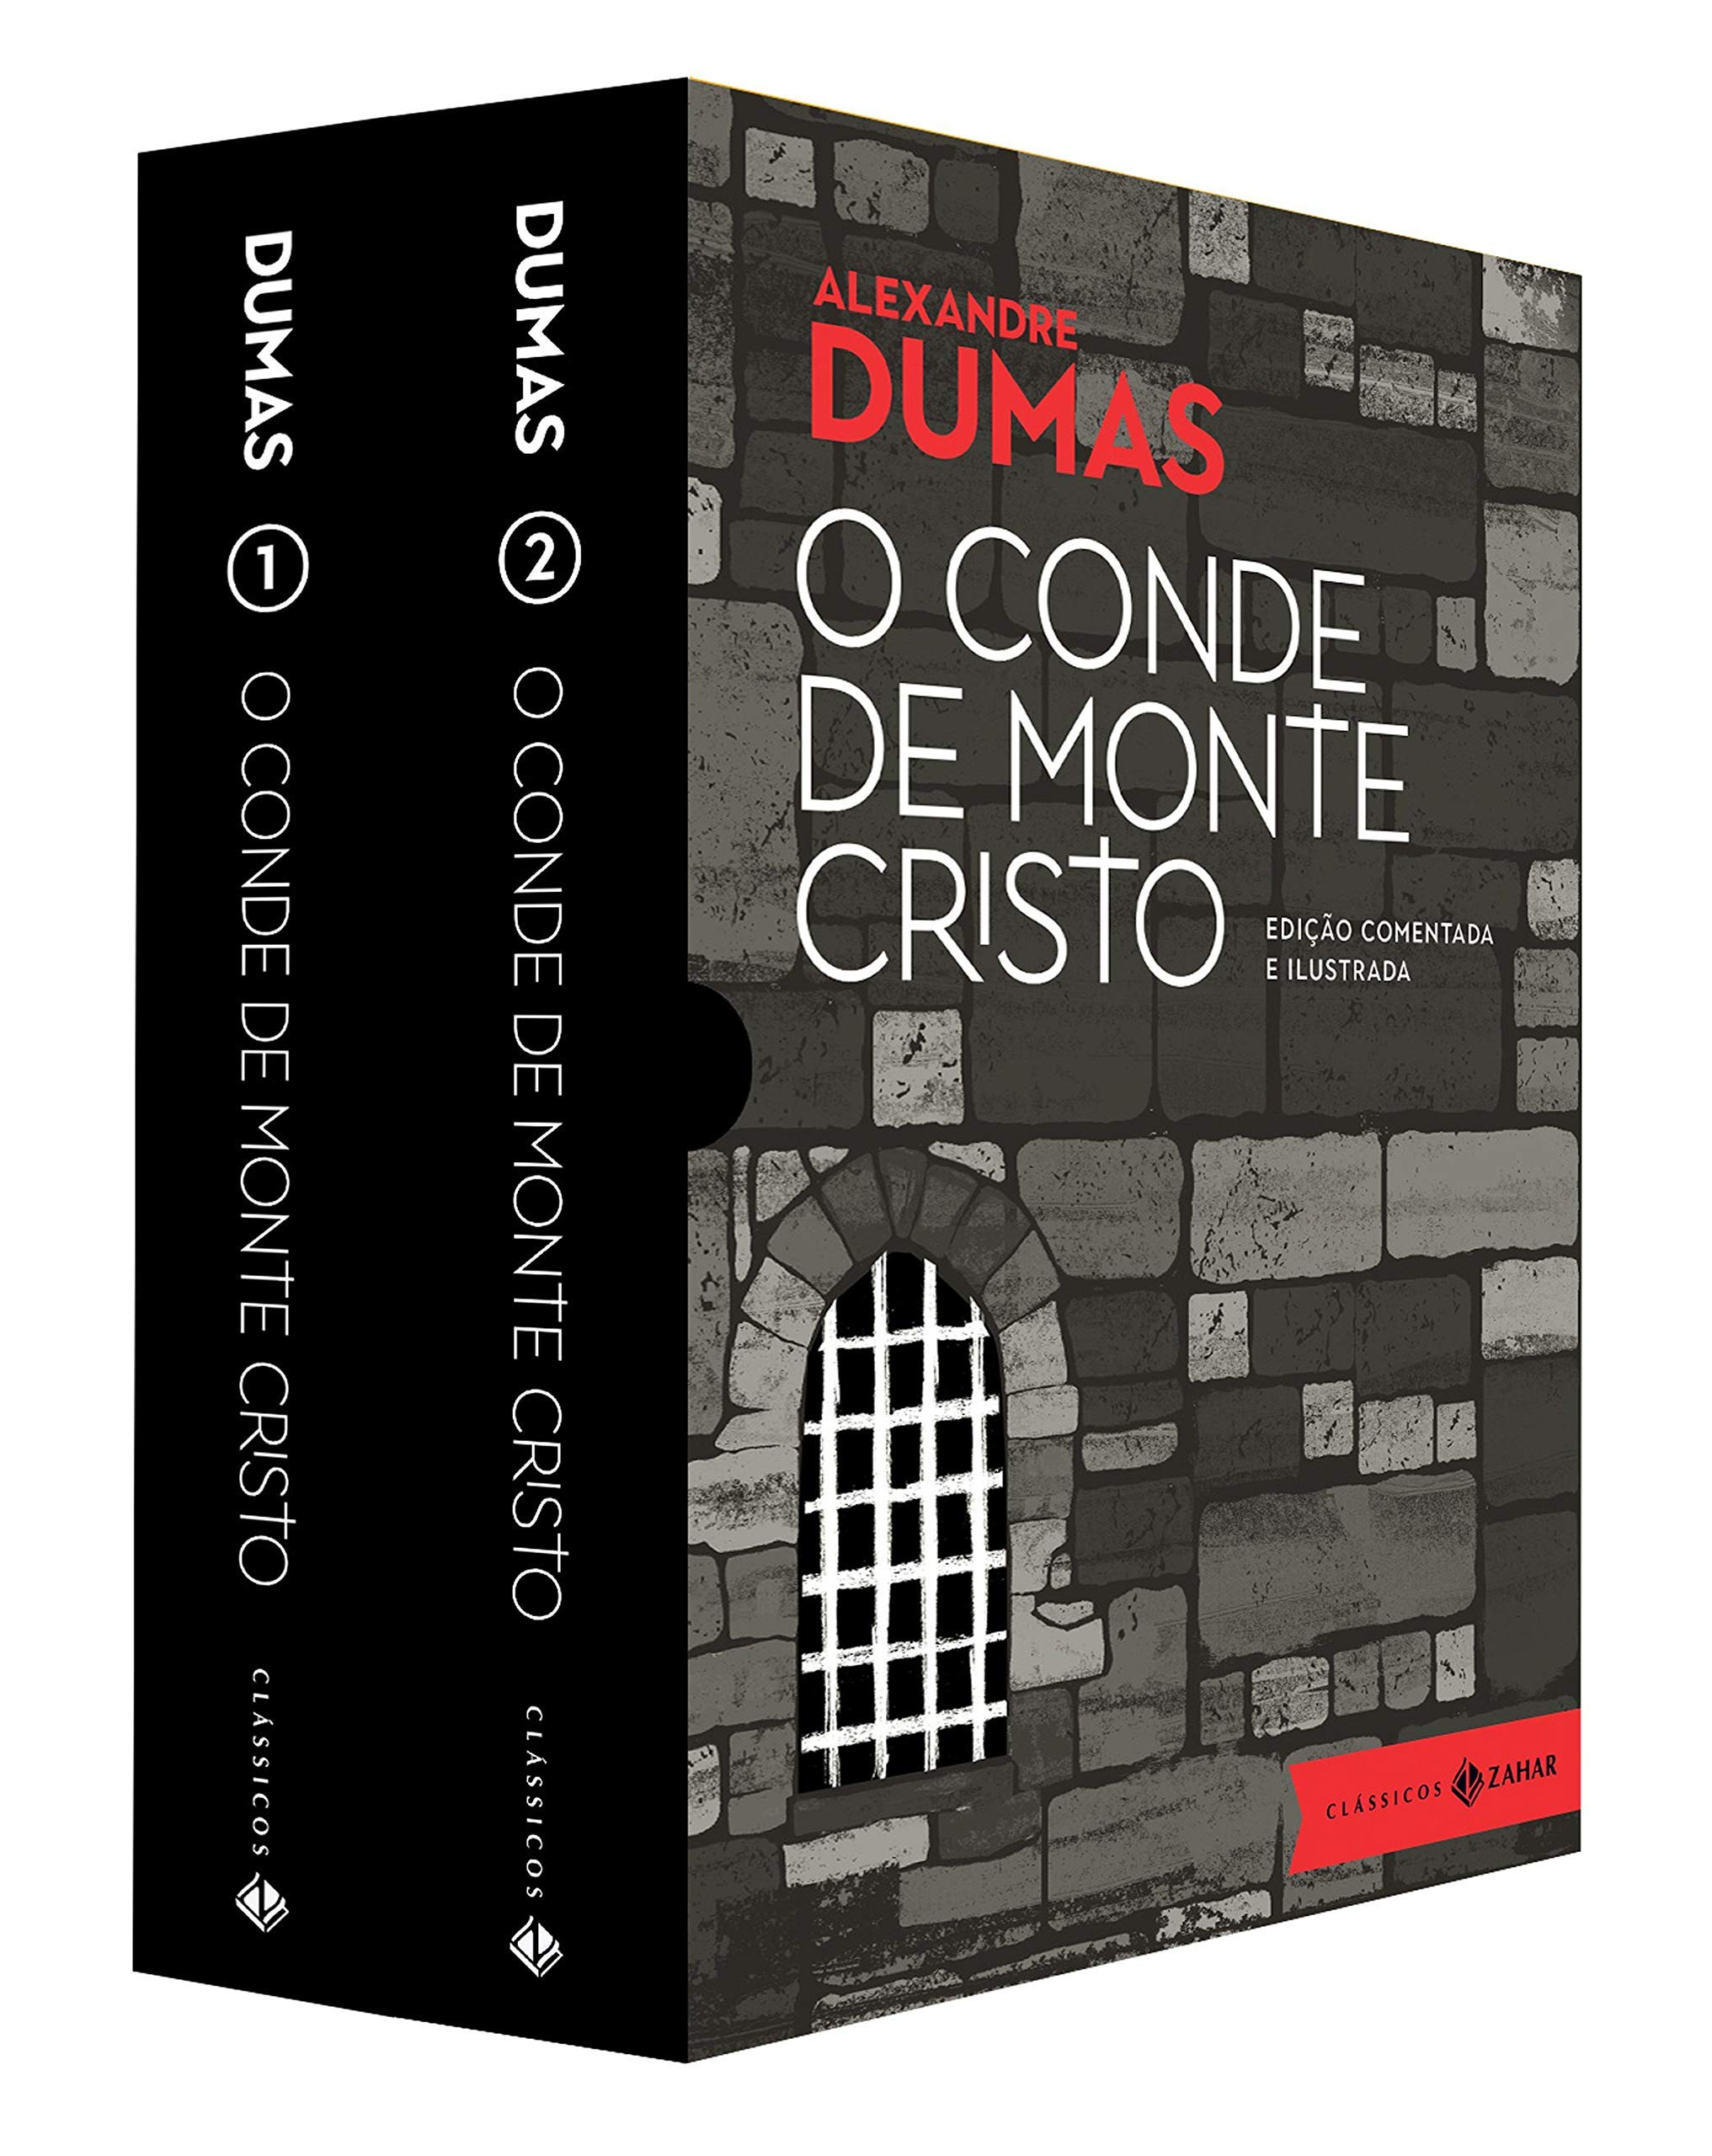 DUMAS
1
O CONDE DE MONTE CRISTO
CLÁSSICOS
DUMAS
2
O CONDE DE MONTE CRISTO
CLÁSSICOS
ALEXANDRE
DUMAS
O CONDE
DE MONTE
CRISTO
EDIÇÃO COMENTADA
E ILUSTRADA
CLÁSSICOS ZAHAR